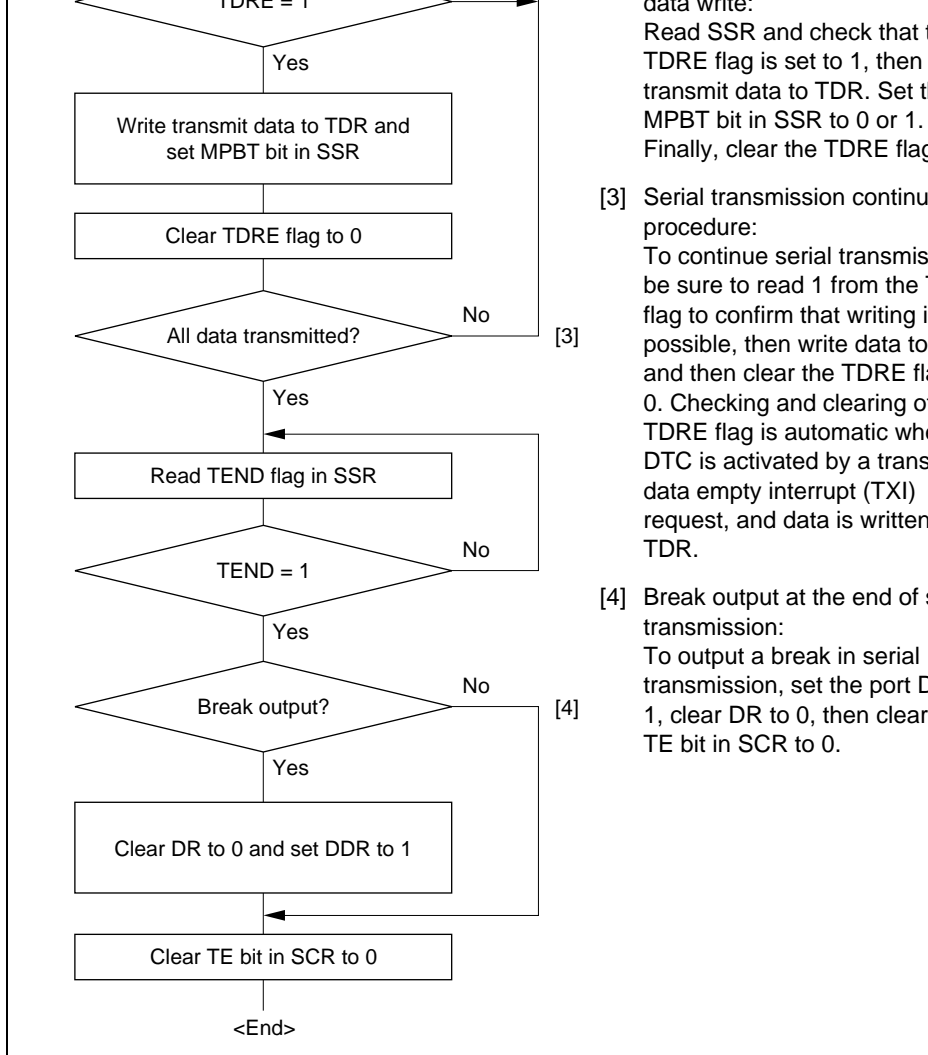 TDRE = 1
Yes
Write transmit data to TDR and
set MPBT bit in SSR
Clear TDRE flag to 0
All data transmitted?
No
[3]
Yes
Read TEND flag in SSR
TEND = 1
No
Yes
Break output?
No
[4]
Yes
Clear DR to 0 and set DDR to 1
Clear TE bit in SCR to 0
<End>
data write:
Read SSR and check that
TDRE flag is set to 1, then
transmit data to TDR. Set
MPBT bit in SSR to 0 or 1.
Finally, clear the TDRE
[3] Serial transmission
procedure:
To continue serial
be sure to read 1 from the
flag to confirm that writing
possible, then write data to
and then clear the TDRE
0. Checking and clearing
TDRE flag is automatic
DTC is activated by a
data empty interrupt (TXI)
request, and data is written
TDR.
[4] Break output at the end of
transmission:
To output a break in serial
transmission, set the port
1, clear DR to 0, then clear
TE bit in SCR to 0.